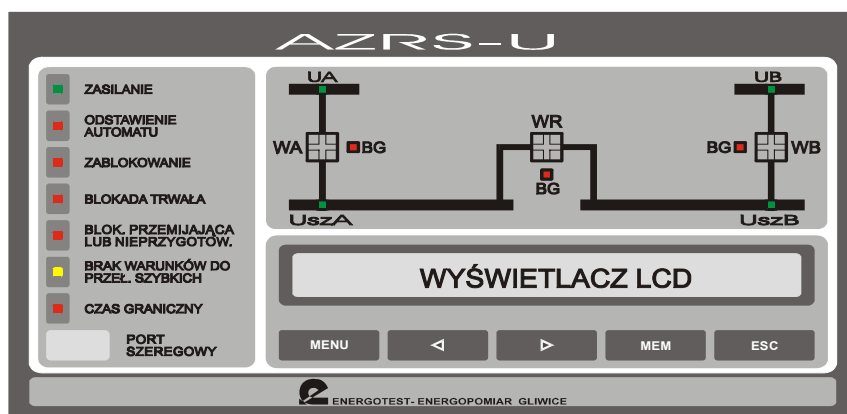 AZRS-U
ZASILANIE
ODSTAWIENIE
AUTOMATU
ZABLOKOWANIE
BLOKADA TRWAŁA
BLOK. PRZEMIJAJĄCA
LUB NIEPRZYGOTOW.
BRAK WARUNKÓW DO
PRZEŁ. SZYBKICH
CZAS GRANICZNY
PORT
SZEREGOWY
UA
UB
WR
WA
BG
BG
WB
BG
UszA
UszB
WYŚWIETLACZ LCD
MENU
MEM
ESC
ENERGOTEST- ENERGOPOMIAR GLIWICE